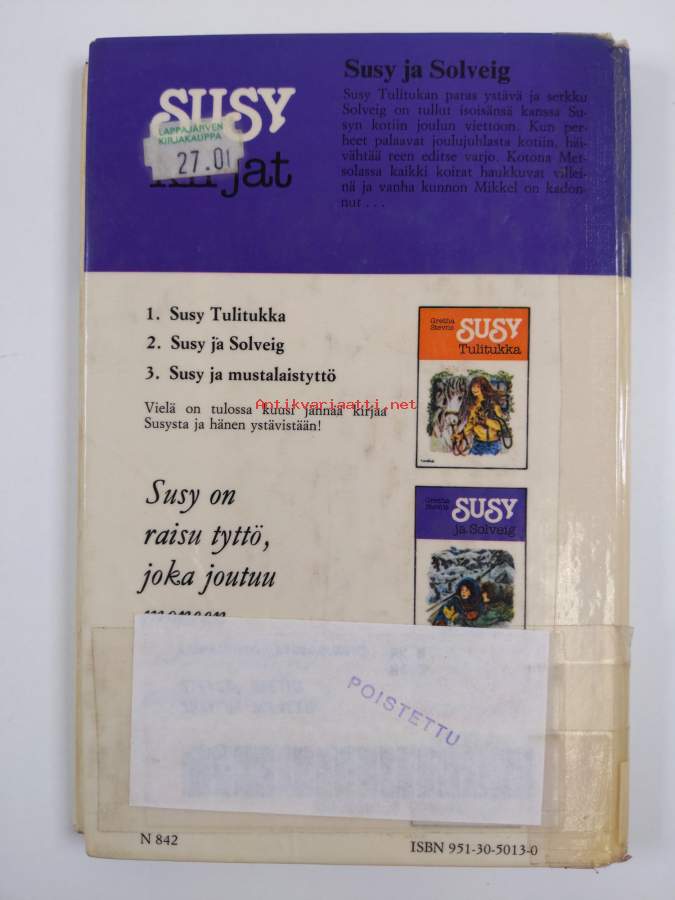 SUSY
LAPPAJÄRVEN
KIRJAKAUPPA
27.01
kirjat
Susy ja Solveig
Susy Tulitukan paras ystävä ja serkku
Solveig on tullut isoisänsä kanssa Su-
syn kotiin joulun viettoon. Kun per-
heet palaavat joulujuhlasta kotiin, häi-
vähtää reen editse varjo. Kotona Met-
solassa kaikki koirat haukkuvat villei-
nä ja vanha kunnon Mikkel on kadon-
nut . . .
1. Susy Tulitukka
2. Susy ja Solveig
3. Susy ja mustalaistyttö
Antikvariaatti.net
Vielä on tulossa kuusi jännää kirjaa
Susysta ja hänen ystävistään!
Gretha
Stevns
SUSY
Tulitukka
Susy on
raisu tyttö,
joka joutuu
moneen
Gretha
Stevns
SUSY
ja Solveig
POISTETTU
N 842
ISBN 951-30-5013-0